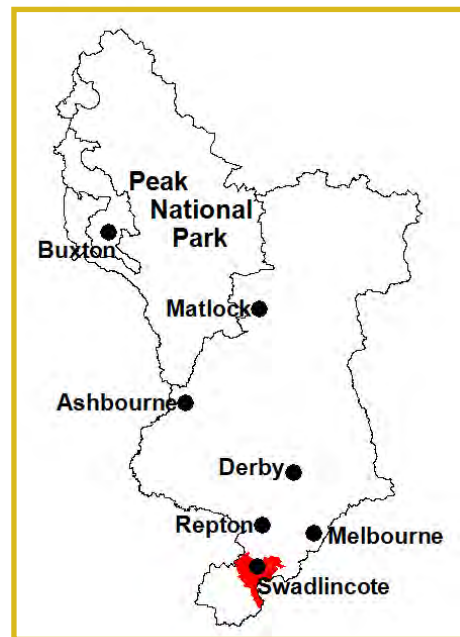 Peak
National
Park
Buxton
Matlock
Ashbourne
Derby
Repton
Melbourne
Swadlincote